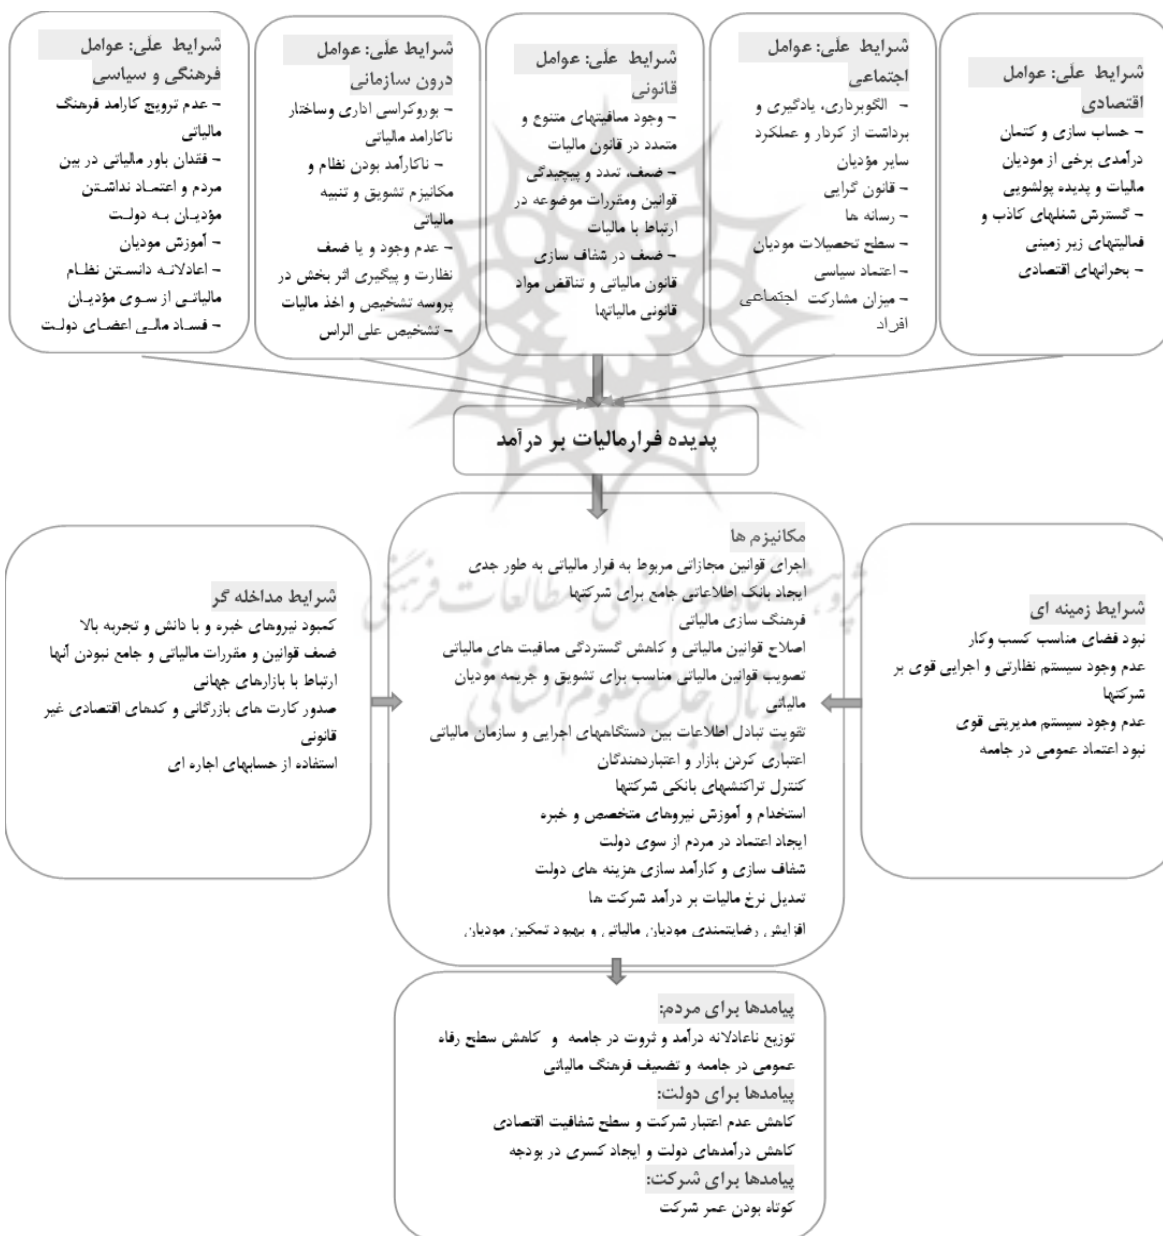 شرایط علّی: عوامل
اقتصادی
- حساب سازی و کتمان
درآمدی برخی از مودیان
مالیات و پدیده پولشویی
- گسترش شغلهای کاذب و
فعالیتهای زیر زمینی
- بحرانهای اقتصادی
شرایط علّی: عوامل
اجتماعی
- الگوبرداری، یادگیری و
برداشت از کردار و عملکرد
سایر مؤدیان
- قانون گرایی
- رسانه ها
- سطح تحصیلات مودیان
- اعتماد سیاسی
- میزان مشارکت اجتماعی
افراد
شرایط علّی: عوامل
قانونی
- وجود معافیتهای متنوع و
متعدد در قانون مالیات
- ضعف، تعدد و پیچیدگی
قوانین ومقررات موضوعه در
ارتباط با مالیات
- ضعف در شفاف سازی
قانون مالیاتی و تناقض مواد
قانونی مالیاتها
شرایط علّی: عوامل
درون سازمانی
- بوروکراسی اداری وساختار
ناکارامد مالیاتی
- ناکارآمد بودن نظام و
مکانیزم تشویق و تنبیه
مالیاتی
- عدم وجود و یا ضعف
نظارت و پیگیری اثر بخش در
پروسه تشخیص و اخذ مالیات
- تشخیص علی الراس
شرایط علّی: عوامل
فرهنگی و سیاسی
- عدم ترویج کارامد فرهنگ
مالیاتی
- فقدان باور مالیاتی در بین
مردم و اعتماد نداشتن
مؤدیان به دولت
- آموزش مودیان
- اعادلانه دانستن نظام
مالیاتی از سوی مؤدیان
- فساد مالی اعضای دولت
پدیده فرارمالیات بر درآمد
شرایط زمینه ای
نبود فضای مناسب کسب وکار
عدم وجود سیستم نظارتی و اجرایی قوی بر
شرکتها
عدم وجود سیستم مدیریتی قوی
نبود اعتماد عمومی در جامعه
مکانیزم ها
اجرای قوانین مجازاتی مربوط به فرار مالیاتی به طور جدی
ایجاد بانک اطلاعاتی جامع برای شرکتها
فرهنگ سازی مالیاتی
اصلاح قوانین مالیاتی و کاهش گستردگی معافیت های مالیاتی
تصویب قوانین مالیاتی مناسب برای تشویق و جریمه مودیان
مالیاتی
تقویت تبادل اطلاعات بین دستگاههای اجرایی و سازمان مالیاتی
اعتباری کردن بازار و اعتباردهندگان
کنترل تراکنشهای بانکی شرکتها
استخدام و آموزش نیروهای متخصص و خبره
ایجاد اعتماد در مردم از سوی دولت
شفاف سازی و کارآمد سازی هزینه های دولت
تعدیل نرخ مالیات بر درآمد شرکت ها
افزایش رضایتمندی مودیان مالیاتی و بهبود تمکین مودیان
شرایط مداخله گر
کمبود نیروهای خبره و با دانش و تجربه بالا
ضعف قوانین و مقررات مالیاتی و جامع نبودن آنها
ارتباط با بازارهای جهانی
صدور کارت های بازرگانی و کدهای اقتصادی غیر
قانونی
استفاده از حسابهای اجاره ای
پژوهشگاه علوم انسانی و مطالعات فرهنگی
پرتال جامع علوم انسانی
پیامدها برای مردم:
توزیع ناعادلانه درآمد و ثروت در جامعه و کاهش سطح رفاه
عمومی در جامعه و تضعیف فرهنگ مالیاتی
پیامدها برای دولت:
کاهش عدم اعتبار شرکت و سطح شفافیت اقتصادی
کاهش درآمدهای دولت و ایجاد کسری در بودجه
پیامدها برای شرکت:
کوتاه بودن عمر شرکت